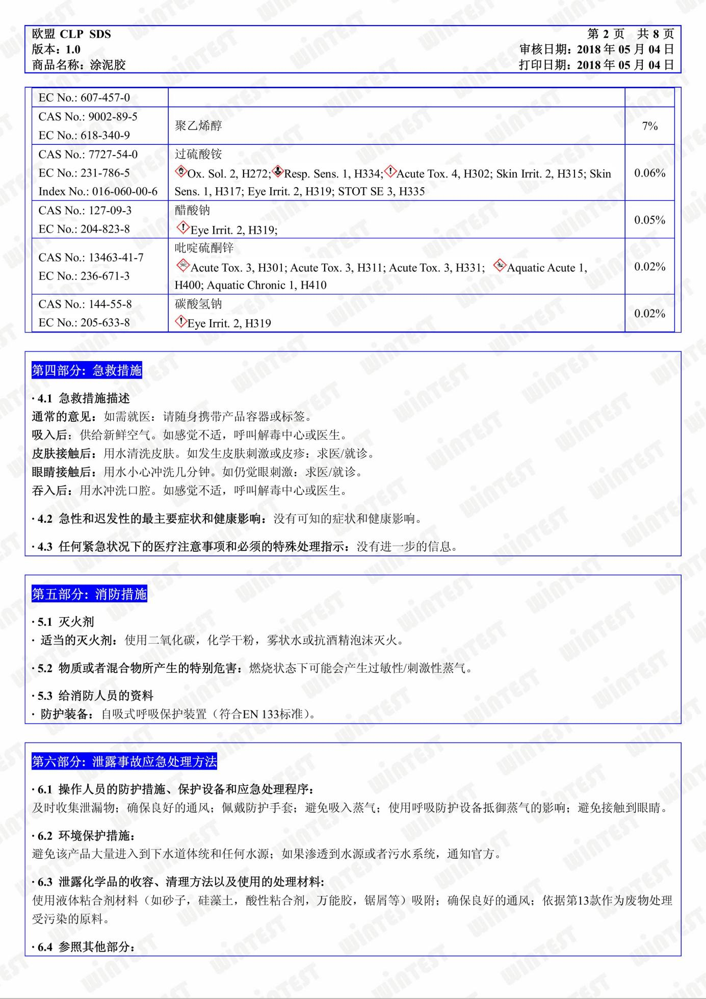 欧盟 CLP SDS
第 2 页 共 8 页
版本：1.0
审核日期：2018 年 05 月 04 日
商品名称：涂泥胶
打印日期：2018 年 05 月 04 日
EC No.: 607-457-0
CAS No.: 9002-89-5
EC No.: 618-340-9
聚乙烯醇
7%
CAS No.: 7727-54-0
EC No.: 231-786-5
Index No.: 016-060-00-6
过硫酸铵
Ox. Sol. 2, H272; Resp. Sens. 1, H334; Acute Tox. 4, H302; Skin Irrit. 2, H315; Skin
Sens. 1, H317; Eye Irrit. 2, H319; STOT SE 3, H335
0.06%
CAS No.: 127-09-3
EC No.: 204-823-8
醋酸钠
Eye Irrit. 2, H319;
0.05%
CAS No.: 13463-41-7
EC No.: 236-671-3
吡啶硫酮锌
Acute Tox. 3, H301; Acute Tox. 3, H311; Acute Tox. 3, H331; Aquatic Acute 1,
H400; Aquatic Chronic 1, H410
0.02%
CAS No.: 144-55-8
EC No.: 205-633-8
碳酸氢钠
Eye Irrit. 2, H319
0.02%
第四部分：急救措施
· 4.1 急救措施描述
通常的意见：如需就医：请随身携带产品容器或标签。
吸入后：供给新鲜空气。如感觉不适，呼叫解毒中心或医生。
皮肤接触后：用水清洗皮肤。如发生皮肤刺激或皮疹：求医/就诊。
眼睛接触后：用水小心冲洗几分钟。如仍觉眼刺激：求医/就诊。
吞入后：用水冲洗口腔。如感觉不适，呼叫解毒中心或医生。
· 4.2 急性和迟发性的最主要症状和健康影响：没有可知的症状和健康影响。
· 4.3 任何紧急状况下的医疗注意事项和必须的特殊处理指示：没有进一步的信息。
第五部分：消防措施
· 5.1 灭火剂
· 适当的灭火剂：使用二氧化碳，化学干粉，雾状水或抗酒精泡沫灭火。
· 5.2 物质或者混合物所产生的特别危害：燃烧状态下可能会产生过敏性/刺激性蒸气。
· 5.3 给消防人员的资料
· 防护装备：自吸式呼吸保护装置（符合EN 133标准）。
第六部分：泄露事故应急处理方法
· 6.1 操作人员的防护措施、保护设备和应急处理程序：
及时收集泄漏物；确保良好的通风；佩戴防护手套；避免吸入蒸气；使用呼吸防护设备抵御蒸气的影响；避免接触到眼睛。
· 6.2 环境保护措施：
避免该产品大量进入到下水道体统和任何水源；如果渗透到水源或者污水系统，通知官方。
· 6.3 泄露化学品的收容、清理方法以及使用的处理材料：
使用液体粘合剂材料（如砂子，硅藻土，酸性粘合剂，万能胶，锯屑等）吸附；确保良好的通风；依据第13款作为废物处理
受污染的原料。
· 6.4 参照其他部分：
WinTEST